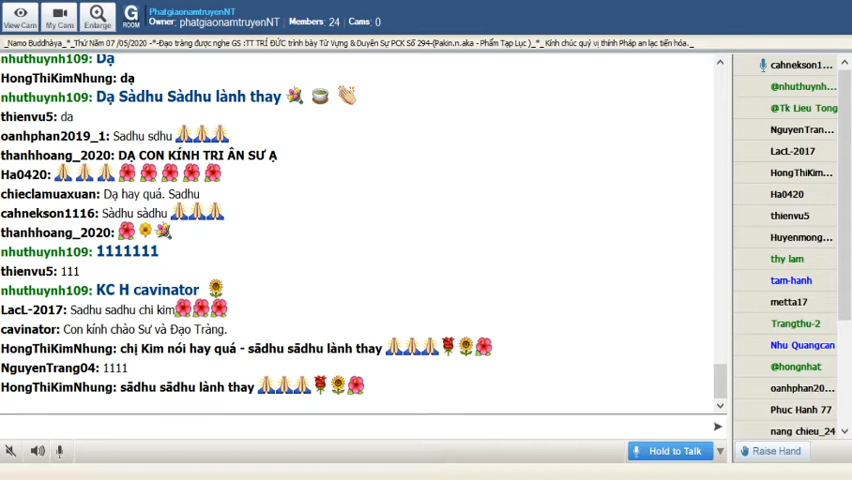 View Cam
My Cam
Enlarge
G
ROOM
PhatgiaonamtruyenNT
Owner: phatgiaonamtruyenNT Members: 24 Cams: 0
_Namo Buddhàya_*_Thứ Năm 07 /05/2020 -*-Đạo tràng được nghe GS :TT TRÍ ĐỨC trình bày Từ Vựng & Duyên Sự PCK Số 294-(Pakin.n.aka - Phẩm Tạp Lục )_*_ Kính chúc quý vị thính Pháp an lạc tiến hóa._
nhuthuynh109: Dạ
HongThiKimNhung: dạ
nhuthuynh109: Dạ Sàdhu Sàdhu lành thay
thienvu5: da
oanhphan2019_1: Sadhu sdhu
thanhhoang_2020: DẠ CON KÍNH TRI ÂN SƯ Ạ
Ha0420:
chieclamuaxuan: Dạ hay quá. Sadhu
cahnekson1116: Sàdhu sàdhu
thanhhoang_2020:
nhuthuynh109: 1111111
thienvu5: 111
nhuthuynh109: KC H cavinator
LacL-2017: Sadhu sadhu chi kim
cavinator: Con kính chào Sư và Đạo Tràng.
HongThiKimNhung: chị Kim nói hay quá - sādhu sādhu lành thay
NguyenTrang04: 1111
HongThiKimNhung: sādhu sādhu lành thay
Hold to Talk
cahnekson1...
@nhuthuynh...
@Tk Lieu Tong
NguyenTran...
LacL-2017
HongThiKim...
Ha0420
thienvu5
Huyenmong...
thy lam
tam-hanh
metta17
Trangthu-2
Nhu Quangcan
@hongnhat
oanhphan20...
Phuc Hanh 77
nang chieu_24
Raise Hand